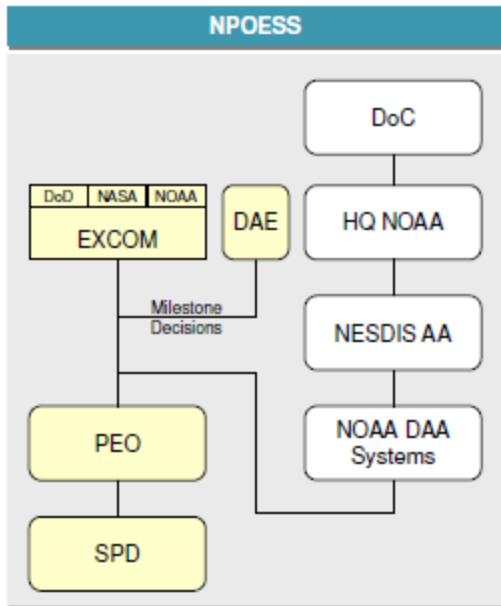 NPOESS
DoC
DoD NASA NOAA
EXCOM
DAE
HQ NOAA
Milestone
Decisions
NESDIS AA
PEO
NOAA DAA
Systems
SPD